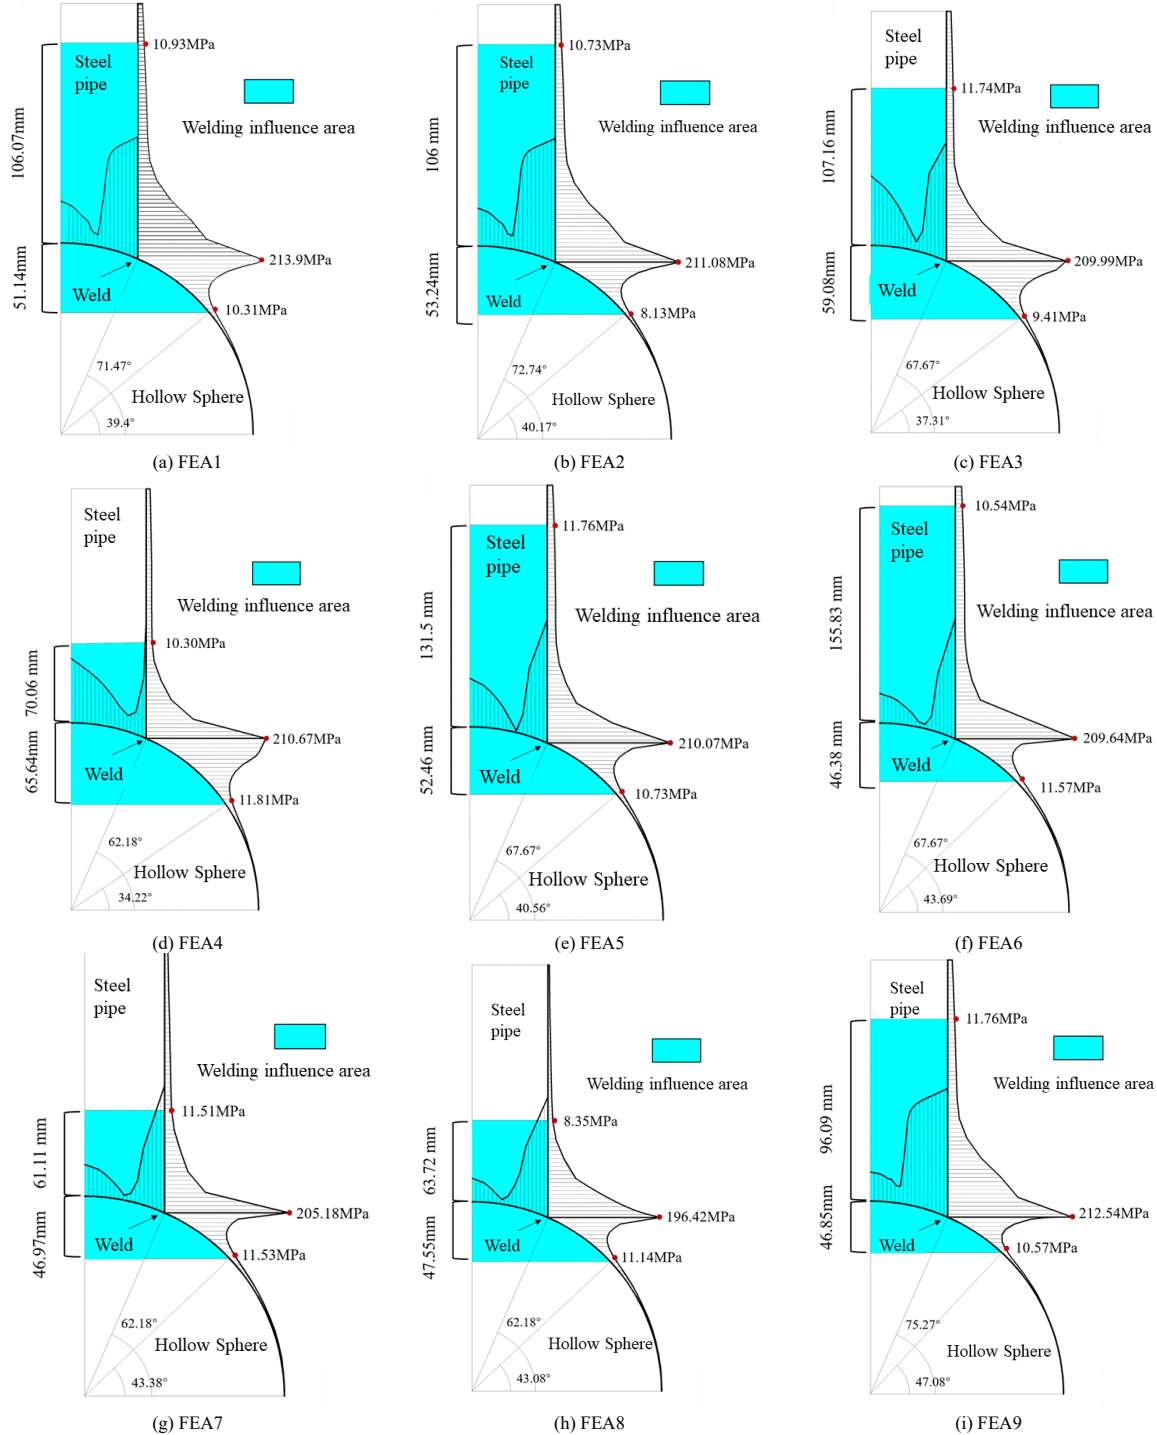 10.93MPa
Steel
pipe
106.07mm
Welding influence area
213.9MPa
51.14mm
Weld
10.31MPa
71.47°
Hollow Sphere
39.4°
(a) FEA1
10.73MPa
Steel
pipe
106 mm
Welding influence area
211.08MPa
53.24mm
Weld
8.13MPa
72.74°
Hollow Sphere
40.17°
(b) FEA2
Steel
pipe
11.74MPa
107.16 mm
Welding influence area
209.99MPa
59.08mm
Weld
9.41MPa
67.67°
Hollow Sphere
37.31°
(c) FEA3
Steel
pipe
Welding influence area
10.30MPa
70.06 mm
210.67MPa
65.64mm
Weld
11.81MPa
62.18°
Hollow Sphere
34.22°
(d) FEA4
11.76MPa
Steel
pipe
131.5 mm
Welding influence area
210.07MPa
52.46 mm
Weld
10.73MPa
67.67°
Hollow Sphere
40.56°
(e) FEA5
10.54MPa
Steel
pipe
155.83 mm
Welding influence area
209.64MPa
46.38 mm
Weld
11.57MPa
67.67°
Hollow Sphere
43.69°
(f) FEA6
Steel
pipe
Welding influence area
11.51MPa
61.11 mm
205.18MPa
46.97mm
Weld
11.53MPa
62.18°
Hollow Sphere
43.38°
(g) FEA7
Steel
pipe
Welding influence area
8.35MPa
63.72 mm
196.42MPa
47.55mm
Weld
11.14MPa
62.18°
Hollow Sphere
43.08°
(h) FEA8
Steel
pipe
11.76MPa
Welding influence area
96.09 mm
212.54MPa
46.85mm
Weld
10.57MPa
75.27°
Hollow Sphere
47.08°
(i) FEA9